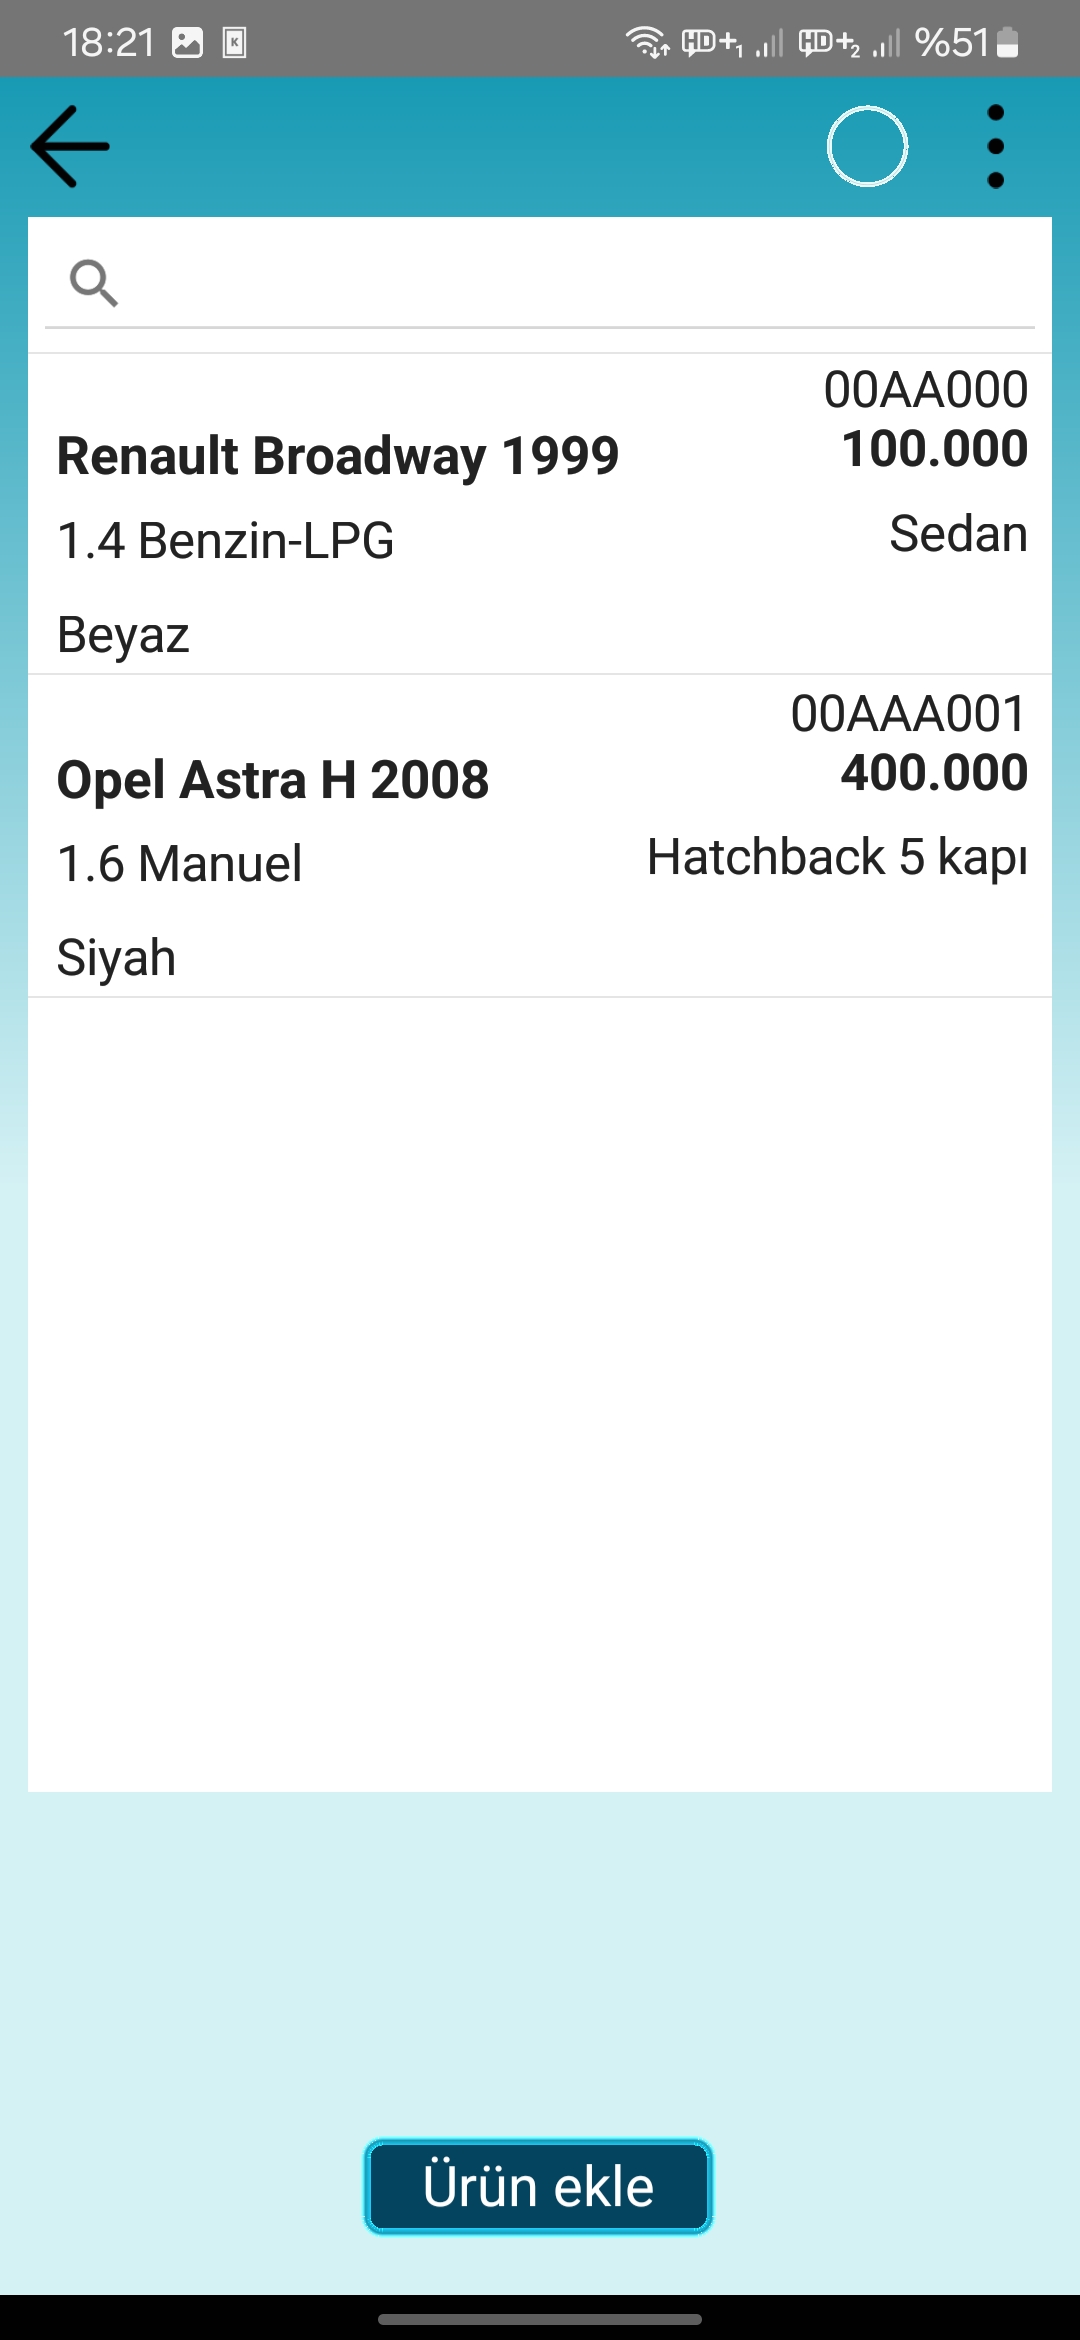 18:21 %51
00AA000
Renault Broadway 1999 100.000
1.4 Benzin-LPG Sedan
Beyaz
00AAA001
Opel Astra H 2008 400.000
1.6 Manuel Hatchback 5 kapı
Siyah
Ürün ekle